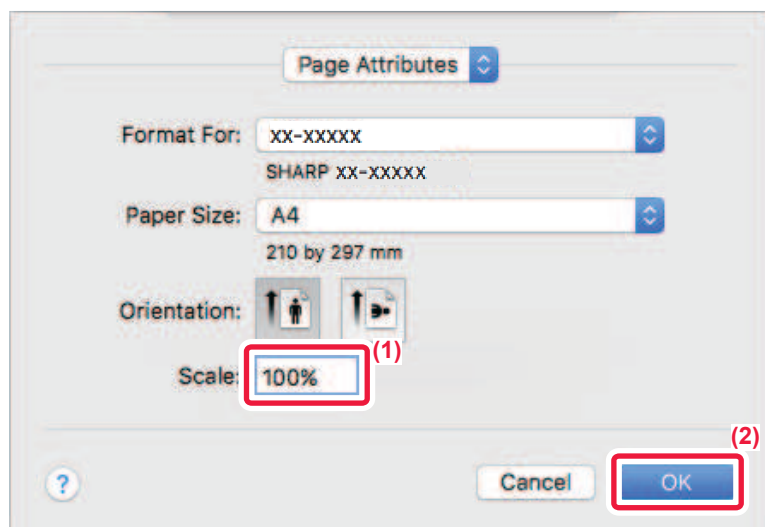 Page Attributes
Format For: XX-XXXXX
SHARP XX-XXXXX
Paper Size: A4
210 by 297 mm
Orientation:
(1)
Scale: 100%
(2)
? Cancel OK